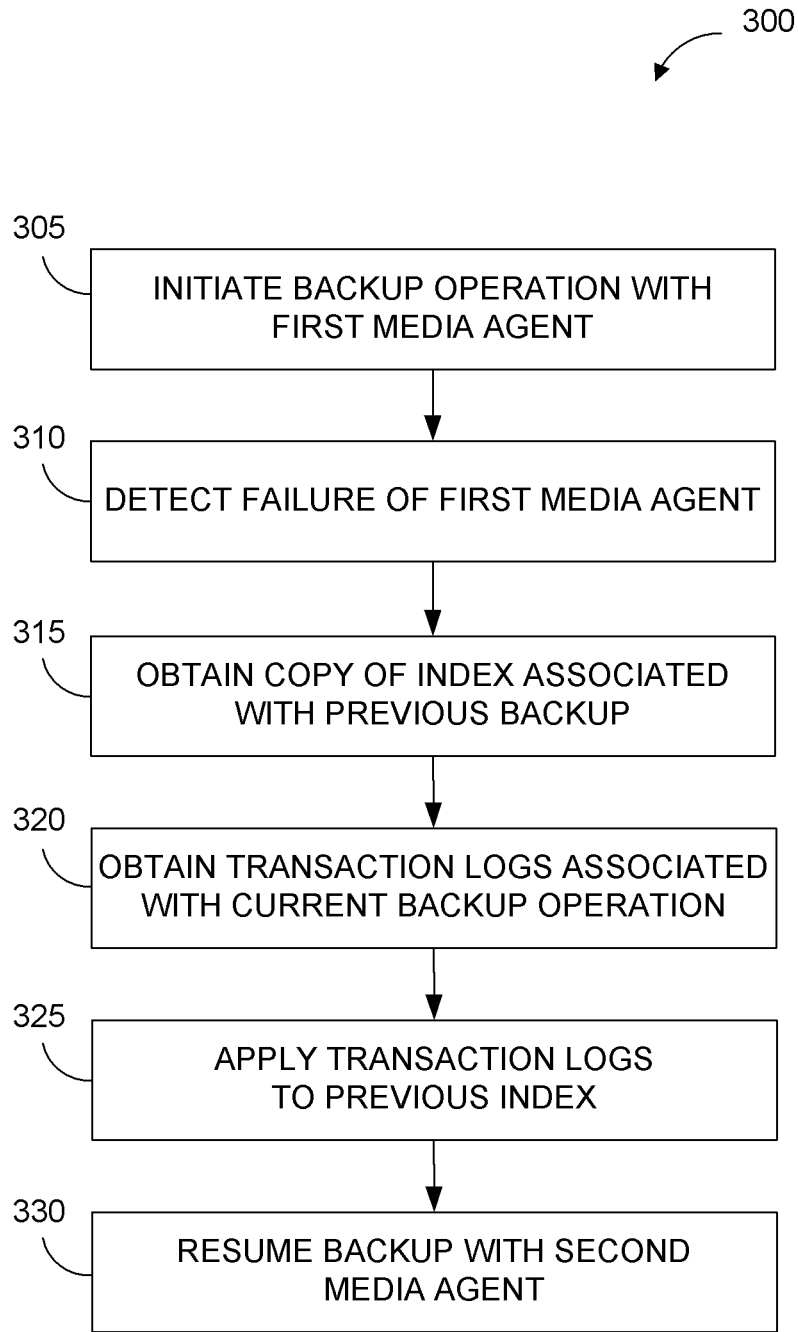 300
305
INITIATE BACKUP OPERATION WITH
FIRST MEDIA AGENT
310
DETECT FAILURE OF FIRST MEDIA AGENT
315
OBTAIN COPY OF INDEX ASSOCIATED
WITH PREVIOUS BACKUP
320
OBTAIN TRANSACTION LOGS ASSOCIATED
WITH CURRENT BACKUP OPERATION
325
APPLY TRANSACTION LOGS
TO PREVIOUS INDEX
330
RESUME BACKUP WITH SECOND
MEDIA AGENT